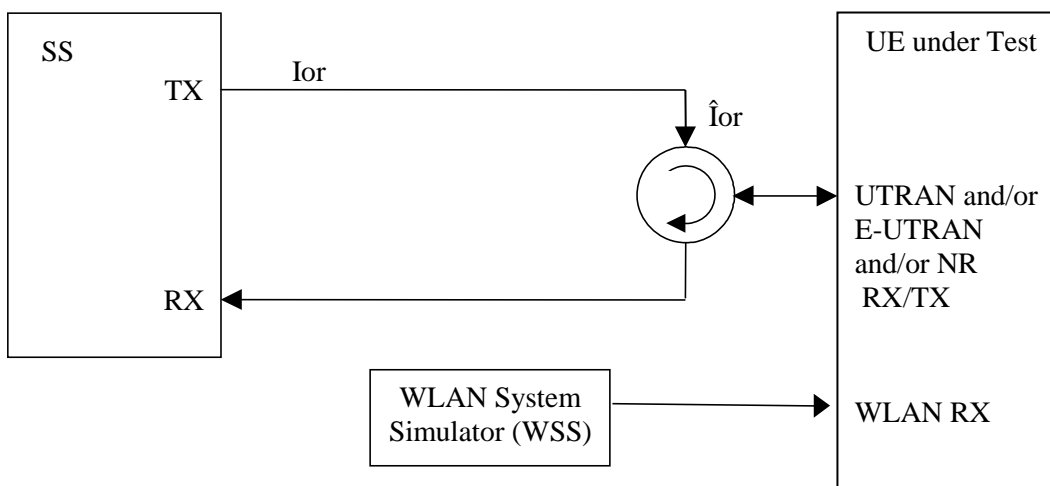 SS
UE under Test
Ior
TX
Îor
UTRAN and/or
E-UTRAN
and/or NR
RX/TX
RX
WLAN System
Simulator (WSS)
WLAN RX